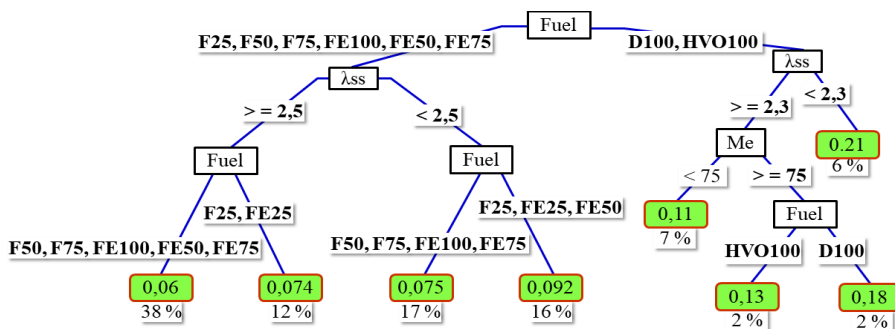 Fuel
F25, F50, F75, FE100, FE50, FE75
D100, HVO100
λss
λss
> = 2,5
< 2,5
> = 2,3
< 2,3
Me
0.21
6 %
Fuel
Fuel
< 75
> = 75
F25, FE25
F25, FE25, FE50
0,11
7 %
Fuel
F50, F75, FE100, FE50, FE75
F50, F75, FE100, FE75
HVO100
D100
0,06
0,074
0,075
0,092
0,13
0,18
38 %
12 %
17 %
16 %
2 %
2 %